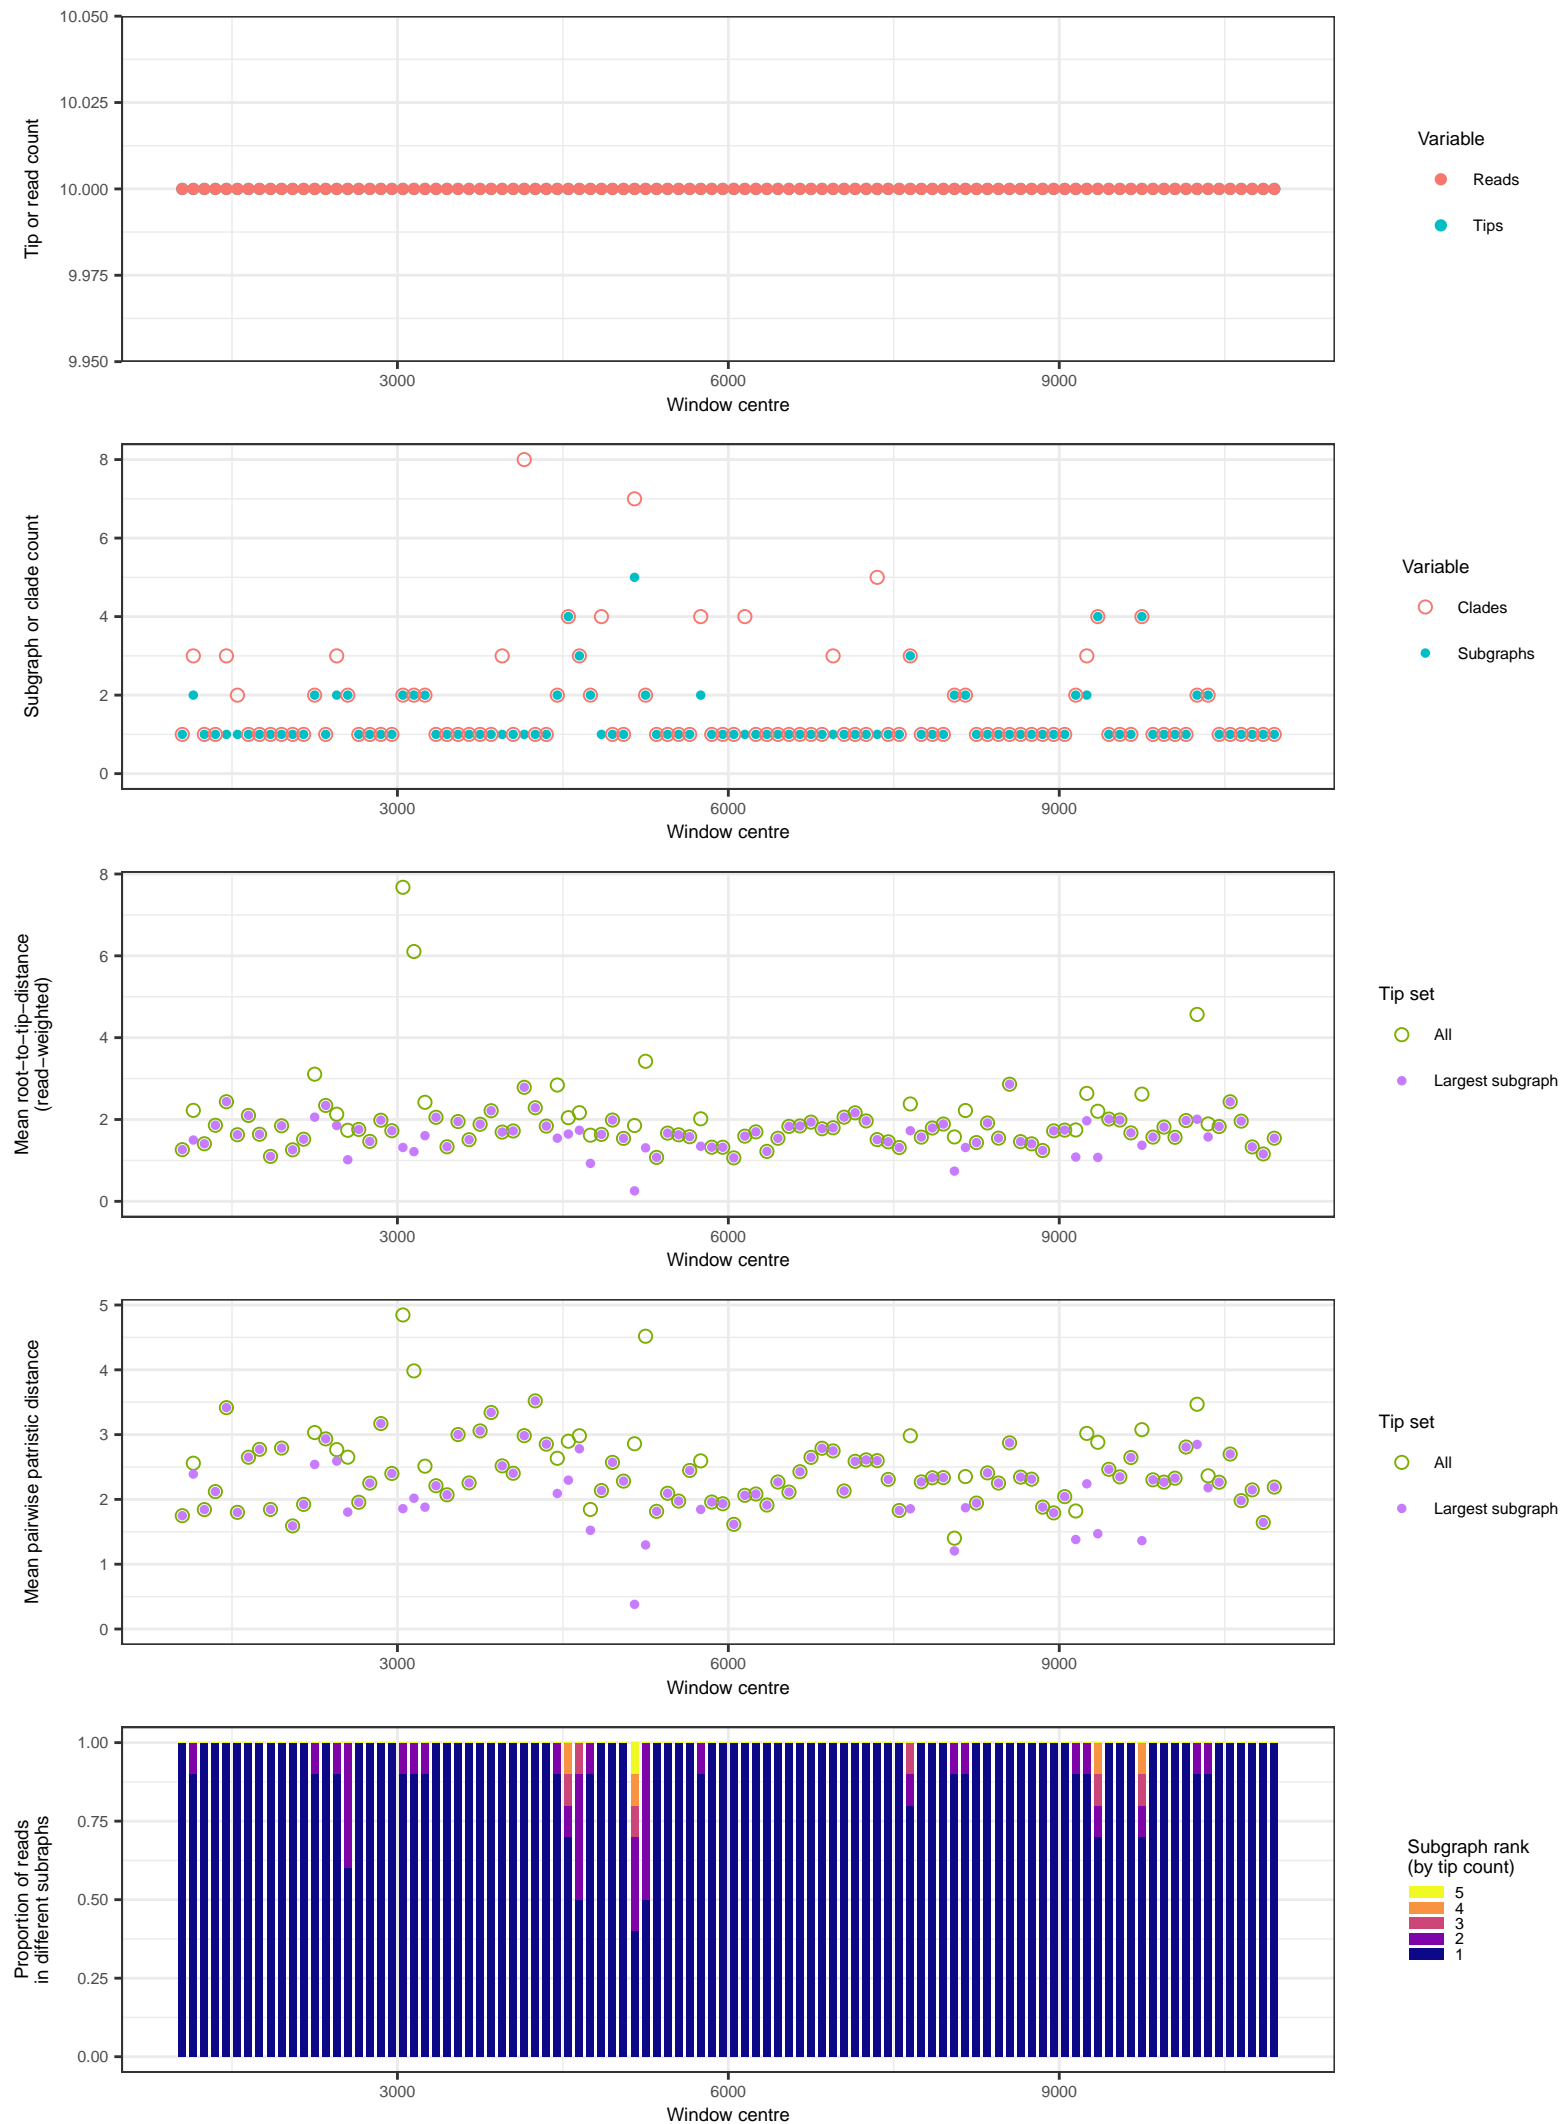 10.050
10.025
10.000
9.975
9.950
Tip or read count
3000
6000
9000
Window centre
Variable
Reads
Tips
8
6
4
2
0
Subgraph or clade count
3000
6000
9000
Window centre
Variable
Clades
Subgraphs
8
6
4
2
0
Mean root−to−tip−distance
(read−weighted)
3000
6000
9000
Window centre
Tip set
All
Largest subgraph
5
4
3
2
1
0
Mean pairwise patristic distance
3000
6000
9000
Window centre
Tip set
All
Largest subgraph
1.00
0.75
0.50
0.25
0.00
Proportion of reads
in different subraphs
3000
6000
9000
Window centre
Subgraph rank
(by tip count)
5
4
3
2
1